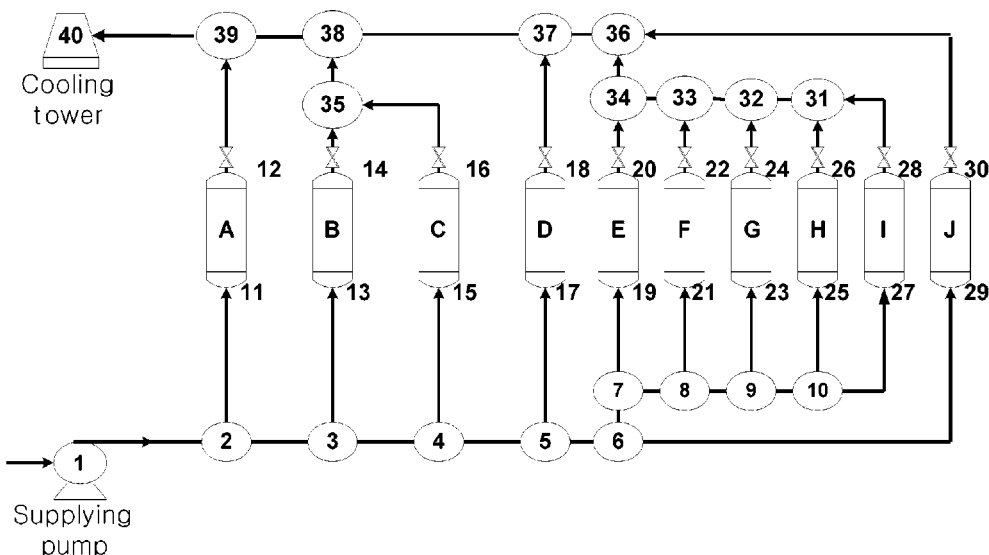 40 39 38 37 36
Cooling
tower
35 34 33 32 31
12 14 16 18 20 22 24 26 28 30
A B C D E F G H I J
11 13 15 17 19 21 23 25 27 29
7 8 9 10
1 2 3 4 5 6
Supplying
pump